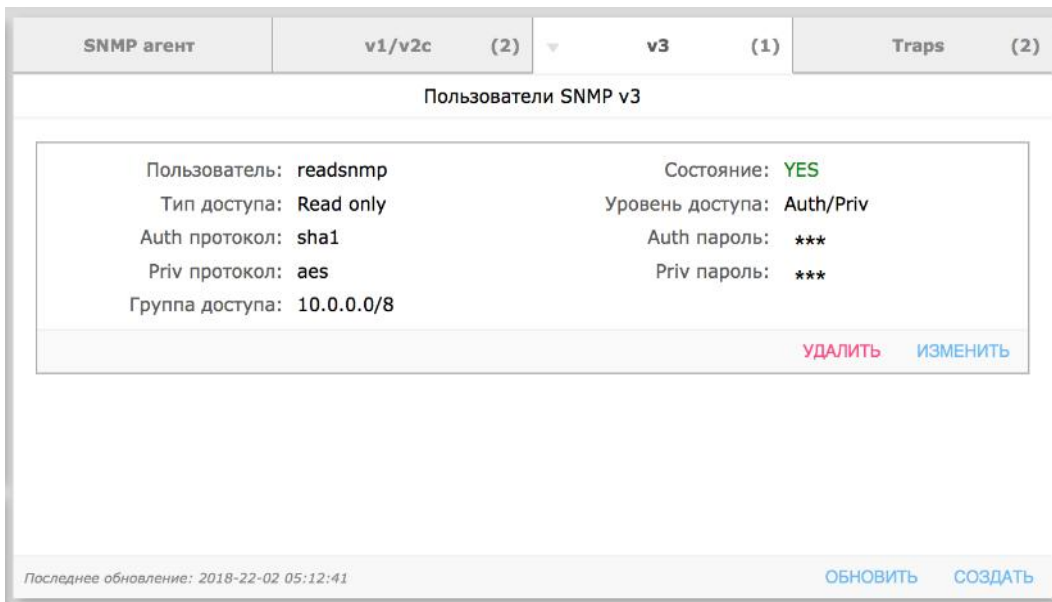 SNMP агент v1/v2c (2) v3 (1) Traps (2)
Пользователи SNMP v3
Пользователь: readsnmp Состояние: YES
Тип доступа: Read only Уровень доступа: Auth/Priv
Auth протокол: sha1 Auth пароль: ***
Priv протокол: aes Priv пароль: ***
Группа доступа: 10.0.0.0/8
УДАЛИТЬ ИЗМЕНИТЬ
Последнее обновление: 2018-22-02 05:12:41 ОБНОВИТЬ СОЗДАТЬ